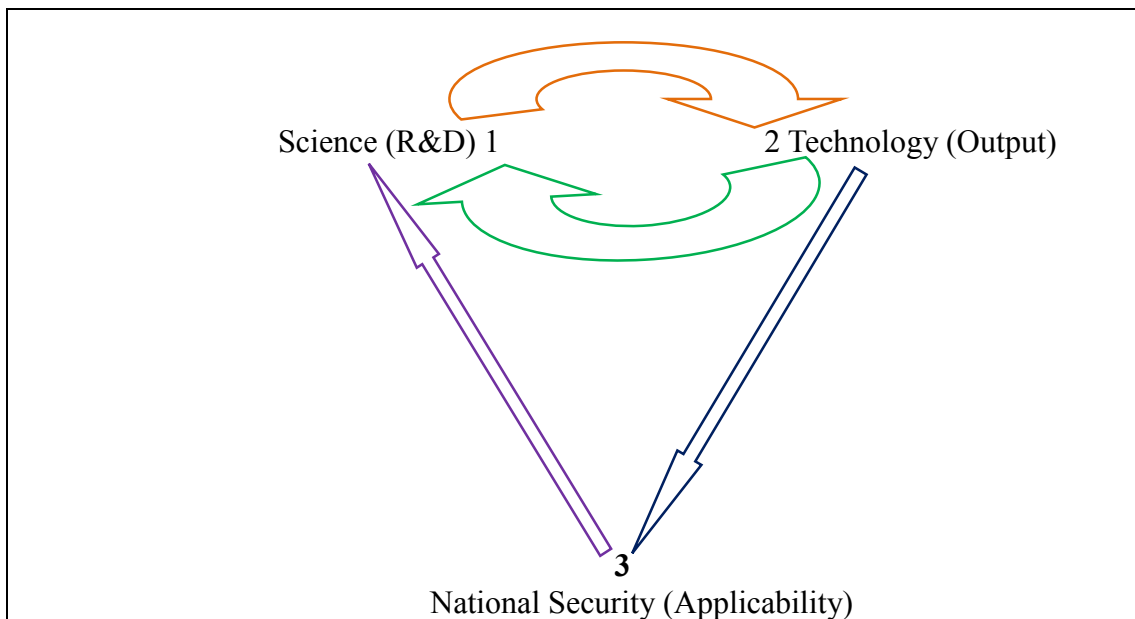 Science (R&D) 1
2 Technology (Output)
3
National Security (Applicability)